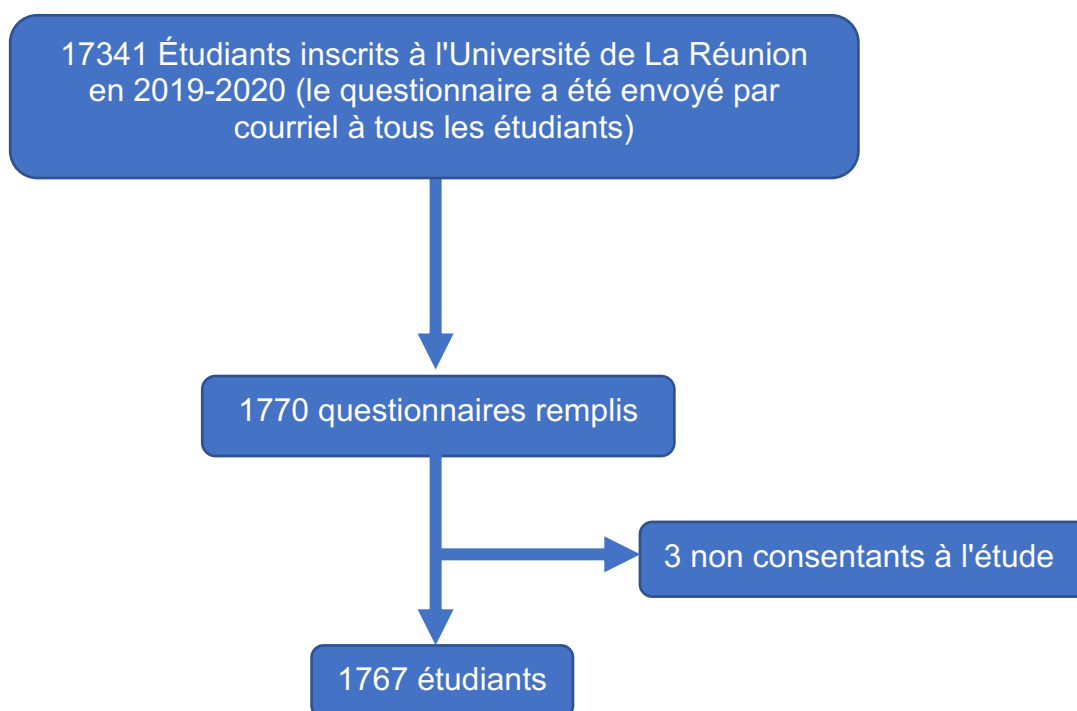 17341 Étudiants inscrits à l'Université de La Réunion
en 2019-2020 (le questionnaire a été envoyé par
courriel à tous les étudiants)
1770 questionnaires remplis
3 non consentants à l'étude
1767 étudiants